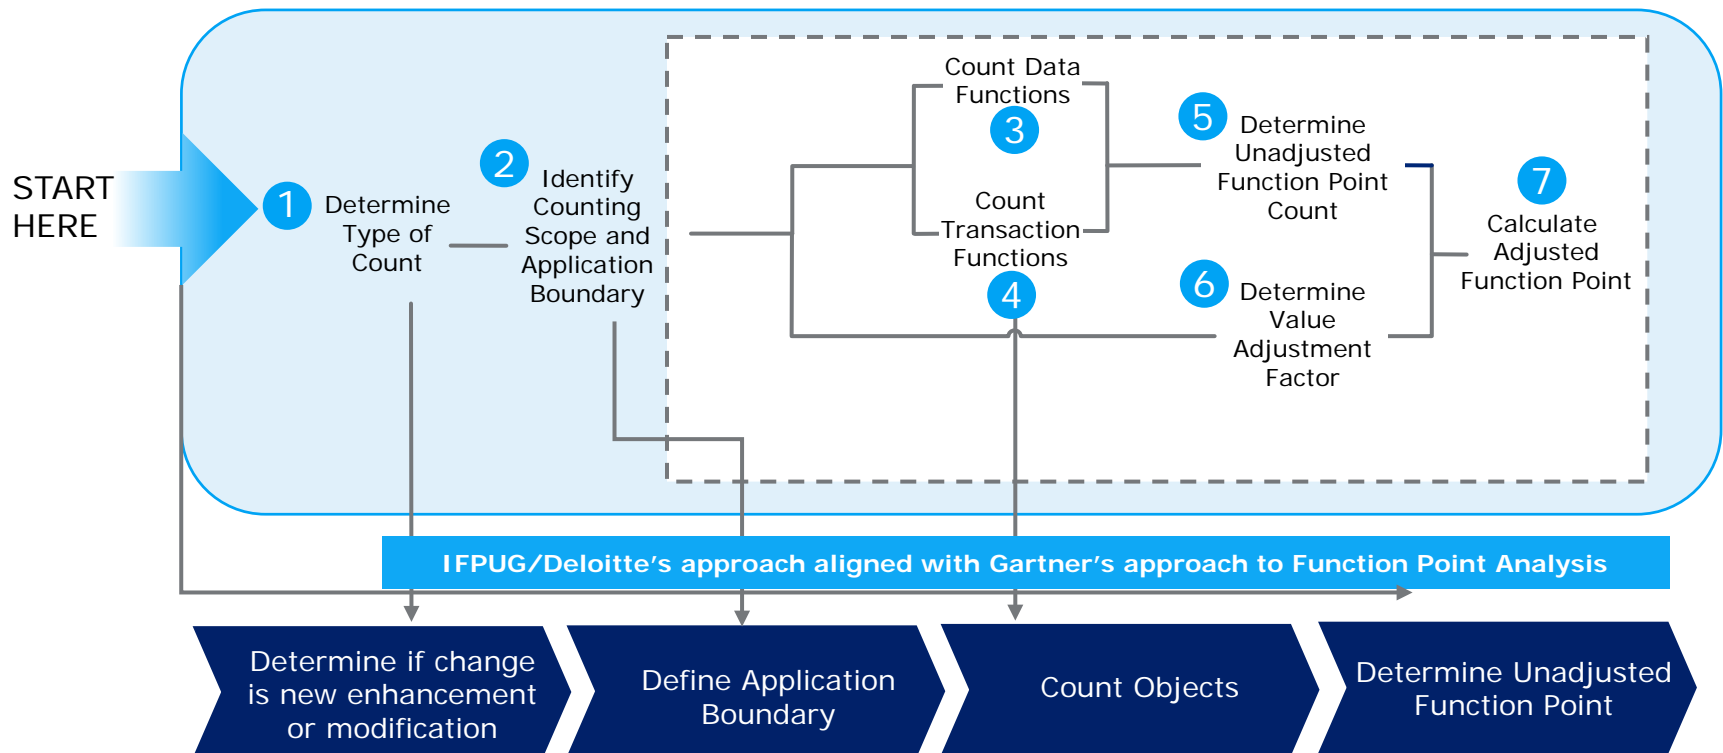 START
HERE
1
Determine
Type of
Count
2
Identify
Counting
Scope and
Application
Boundary
Count Data
Functions
3
Count
Transaction
Functions
4
5
Determine
Unadjusted
Function Point
Count
6
Determine
Value
Adjustment
Factor
7
Calculate
Adjusted
Function Point
IFPUG/Deloitte’s approach aligned with Gartner’s approach to Function Point Analysis
Determine if change
is new enhancement
or modification
Define Application
Boundary
Count Objects
Determine Unadjusted
Function Point